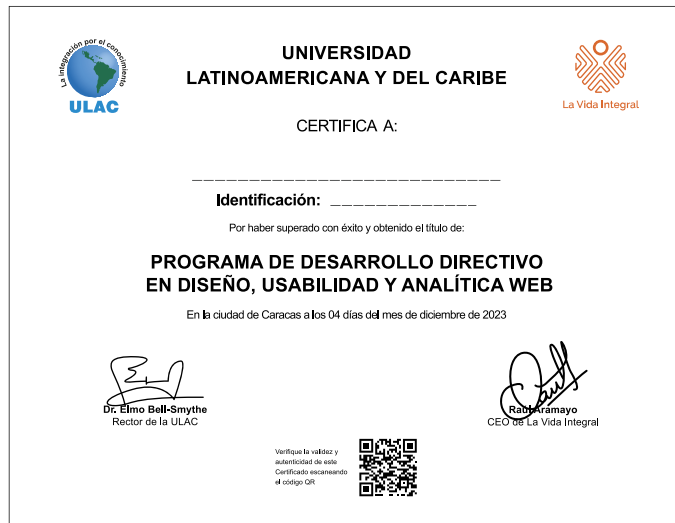 La integración por el conocimiento
ULAC
UNIVERSIDAD
LATINOAMERICANA Y DEL CARIBE
La Vida Integral
CERTIFICA A:
____________________________
Identificación: _____________
Por haber superado con éxito y obtenido el título de:
PROGRAMA DE DESARROLLO DIRECTIVO
EN DISEÑO, USABILIDAD Y ANALÍTICA WEB
En la ciudad de Caracas a los 04 días del mes de diciembre de 2023
Dr. Elmo Bell-Smythe
Rector de la ULAC
Raúl Aramayo
CEO de La Vida Integral
Verifique la validez y
autenticidad de este
Certificado escaneando
el código QR